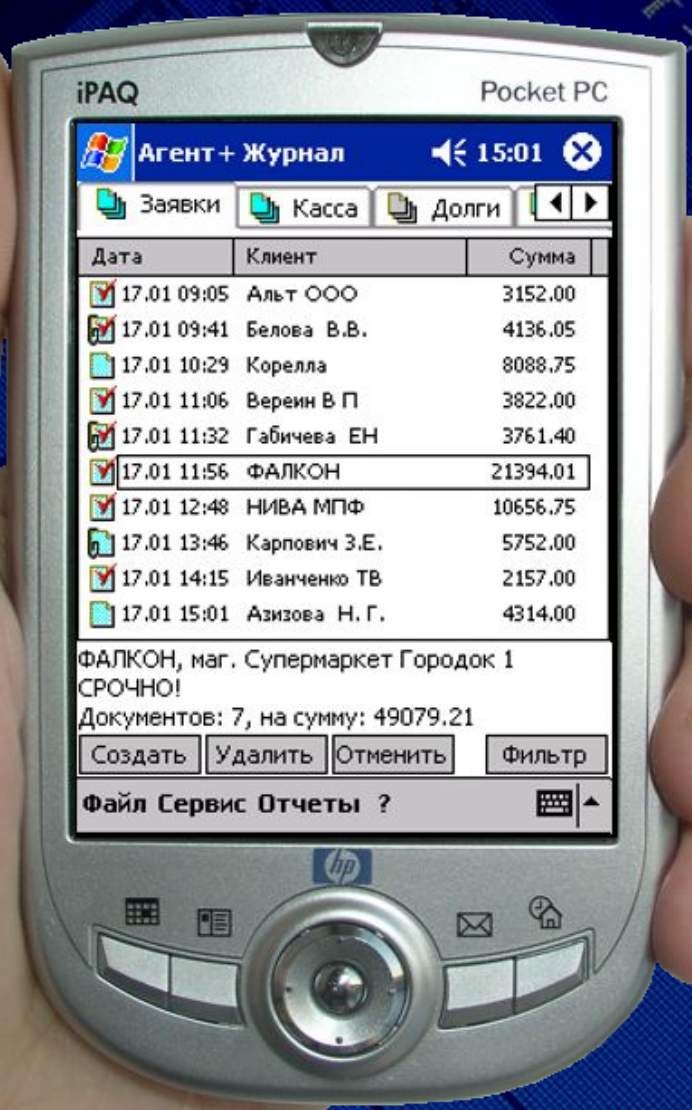 iPAQ Pocket PC
Агент+ Журнал 15:01
Заявки Касса Долги
Дата Клиент Сумма
17.01 09:05 Альт ООО 3152.00
17.01 09:41 Белова В.В. 4136.05
17.01 10:29 Корелла 8088.75
17.01 11:06 Вереин В П 3822.00
17.01 11:32 Габичева ЕН 3761.40
17.01 11:56 ФАЛКОН 21394.01
17.01 12:48 НИВА МПФ 10656.75
17.01 13:46 Карпович З.Е. 5752.00
17.01 14:15 Иванченко ТВ 2157.00
17.01 15:01 Азизова Н. Г. 4314.00
ФАЛКОН, маг. Супермаркет Городок 1
СРОЧНО!
Документов: 7, на сумму: 49079.21
Создать Удалить Отменить Фильтр
Файл Сервис Отчеты ?
hp